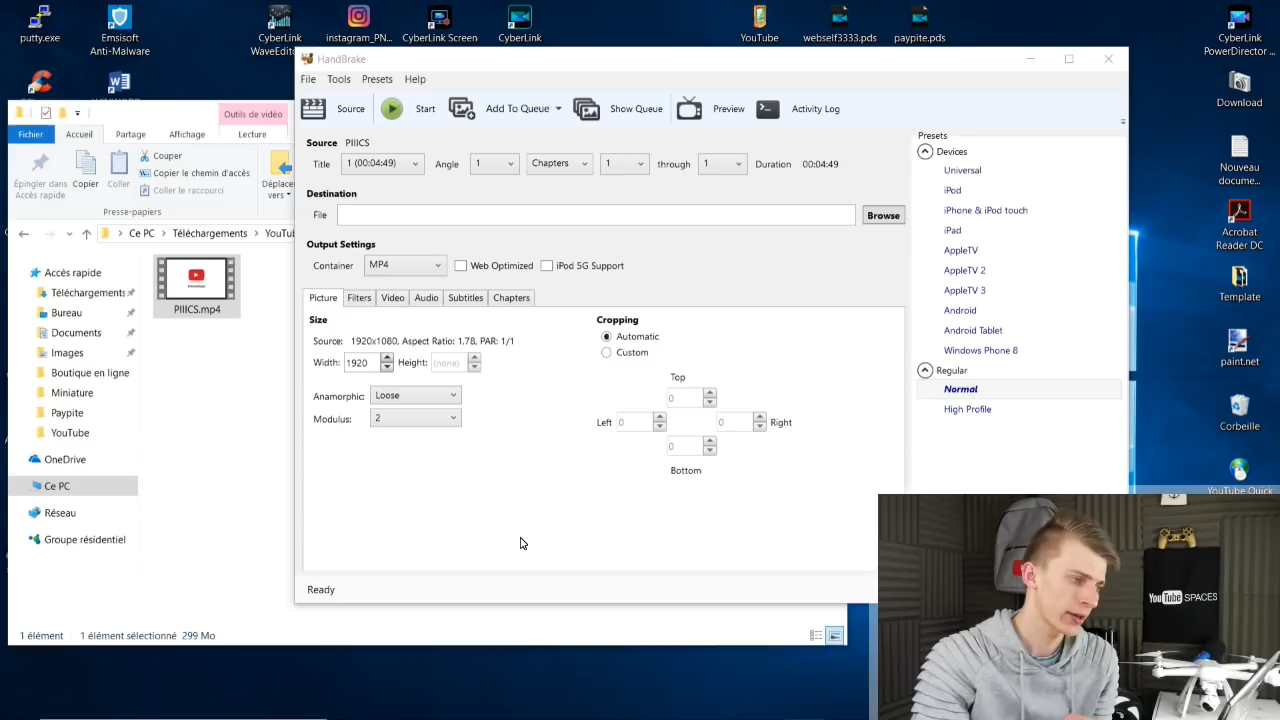 putty.exe
Emsisoft
Anti-Malware
CyberLink
WaveEditor
instagram_PN...
CyberLink Screen
CyberLink
YouTube
webself3333.pds
paypite.pds
CyberLink
PowerDirector ...
Download
Nouveau
docume...
Acrobat
Reader DC
Template
paint.net
Corbeille
YouTube Quick
Outils de vidéo
Fichier Accueil Partage Affichage Lecture
Épingler dans
Accès rapide
Copier
Coller
Couper
Copier le chemin d'accès
Coller le raccourci
Déplacer
vers
Presse-papiers
Ce PC > Téléchargements >
Accès rapide
Téléchargements
Bureau
Documents
Images
Boutique en ligne
Miniature
Paypite
YouTube
OneDrive
Ce PC
Réseau
Groupe résidentiel
PIIICS.mp4
1 élément 1 élément sélectionné 299 Mo
HandBrake
File Tools Presets Help
Source Start Add To Queue Show Queue Preview Activity Log
Source PIIICS
Title 1 (00:04:49) Angle 1 Chapters 1 through 1 Duration 00:04:49
Destination
File Browse
Output Settings
Container MP4 Web Optimized iPod 5G Support
Picture Filters Video Audio Subtitles Chapters
Size
Source: 1920x1080, Aspect Ratio: 1.78, PAR: 1/1
Width: 1920 Height: (none)
Anamorphic: Loose
Modulus: 2
Cropping
Automatic
Custom
Top
0
Left 0 0 Right
0
Bottom
Ready
Presets
Devices
Universal
iPod
iPhone & iPod touch
iPad
AppleTV
AppleTV 2
AppleTV 3
Android
Android Tablet
Windows Phone 8
Regular
Normal
High Profile
YouTube SPACES